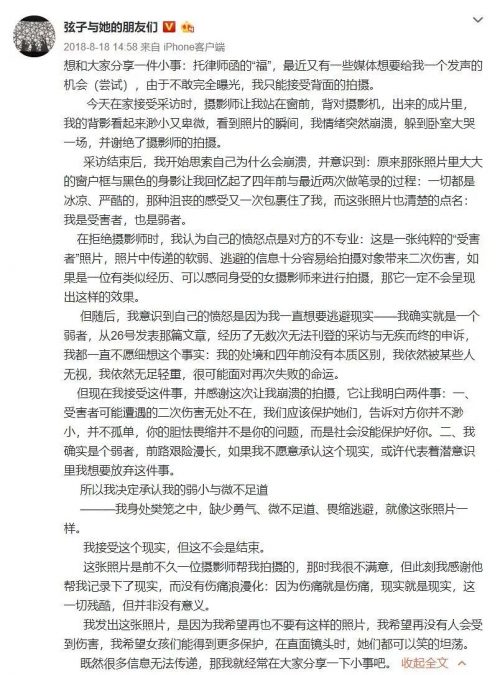 弦子与她的朋友们
2018-8-18 14:58 来自 iPhone客户端
想和大家分享一件小事：托律师函的“福”，最近又有一些媒体想要给我一个发声的
机会（尝试），由于不敢完全曝光，我只能接受背面的拍摄。
今天在家接受采访时，摄影师让我站在窗前，背对摄影机，出来的成片里，
我的背影看起来渺小又卑微，看到照片的瞬间，我情绪突然崩溃，躲到卧室大哭
一场，并谢绝了摄影师的拍摄。
采访结束后，我开始思索自己为什么会崩溃，并意识到：原来那张照片里大大
的窗户框与黑色的身影让我回忆起了四年前与最近两次做笔录的过程：一切都是
冰凉、严酷的，那种沮丧的感受又一次包裹住了我，而这张照片也清楚的点名：
我是受害者，也是弱者。
在拒绝摄影师时，我认为自己的愤怒点是对方的不专业：这是一张纯粹的“受害
者”照片，照片中传递的软弱、逃避的信息十分容易给拍摄对象带来二次伤害，如
果是一位有类似经历、可以感同身受的女摄影师来进行拍摄，那它一定不会呈现
出这样的效果。
但随后，我意识到自己的愤怒是因为我一直想要逃避现实——我确实就是一个
弱者，从26号发表那篇文章，经历了无数次无法刊登的采访与无疾而终的申诉，
我都一直不愿细想这个事实：我的处境和四年前没有本质区别，我依然被某些人
无视，我依然无足轻重，很可能面对再次失败的命运。
但现在我接受这件事，并感谢这次让我崩溃的拍摄，它让我明白两件事：一、
受害者可能遭遇的二次伤害无处不在，我们应该保护她们，告诉对方你并不渺
小，并不孤单，你的胆怯畏缩并不是你的问题，而是社会没能保护好你。二、我
确实是个弱者，前路艰险漫长，如果我不愿意承认这个现实，或许代表着潜意识
里我想要放弃这件事。
所以我决定承认我的弱小与微不足道
———我身处樊笼之中，缺少勇气、微不足道、畏缩逃避，就像这张照片一
样。
我接受这个现实，但这不会是结束。
这张照片是前不久一位摄影师帮我拍摄的，那时我很不满意，但此刻我感谢他
帮我记录下了现实，而没有伤痛浪漫化：因为伤痛就是伤痛，现实就是现实，这
一切残酷，但并非没有意义。
我发出这张照片，是因为我希望再也不要有这样的照片，我希望再没有人会受
到伤害，我希望女孩们能得到更多保护，在直面镜头时，她们都可以笑的坦荡。
既然很多信息无法传递，那我就经常在大家分享一下小事吧。 收起全文